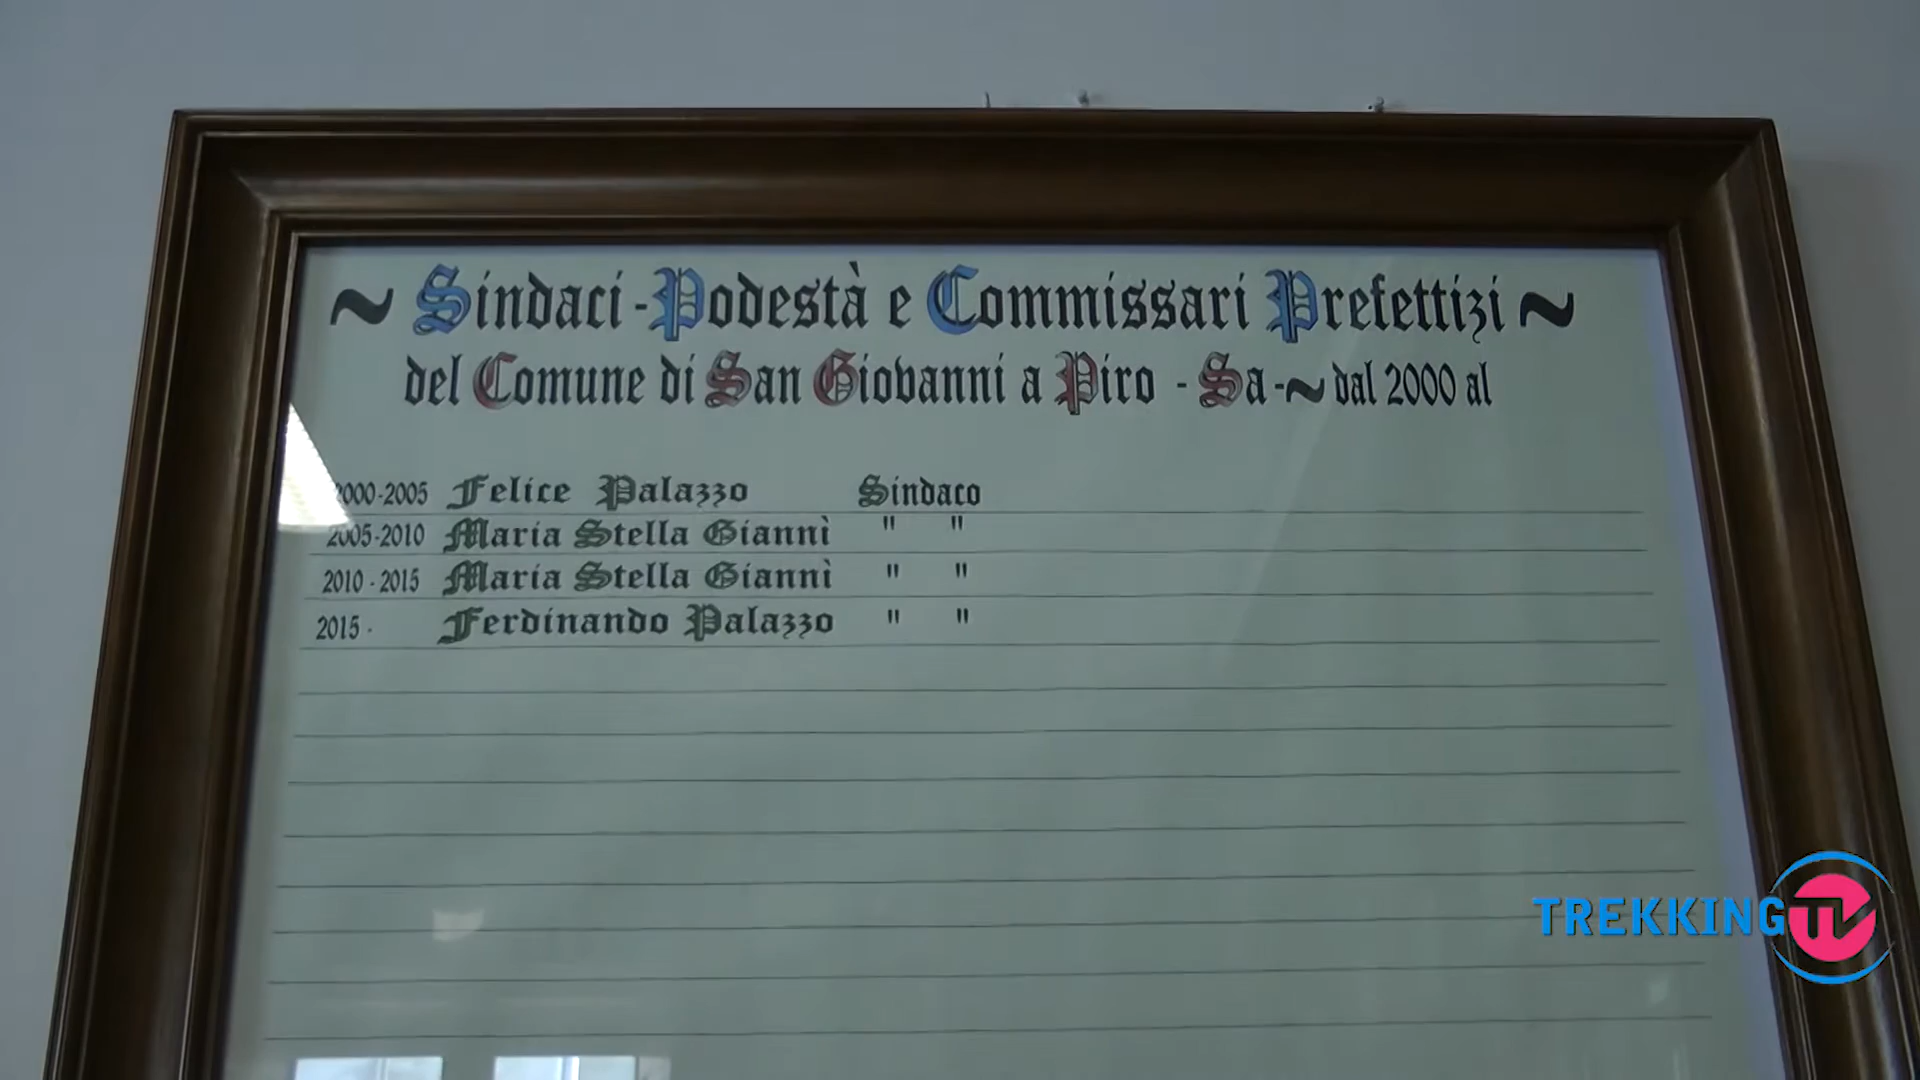 ~ Sindaci - Podestà e Commissari Prefettizi ~
del Comune di San Giovanni a Piro - Sa - ~ dal 2000 al
2000-2005 Felice Palazzo Sindaco
2005-2010 Maria Stella Giannì " "
2010 - 2015 Maria Stella Giannì " "
2015 - Ferdinando Palazzo " "
TREKKING TV